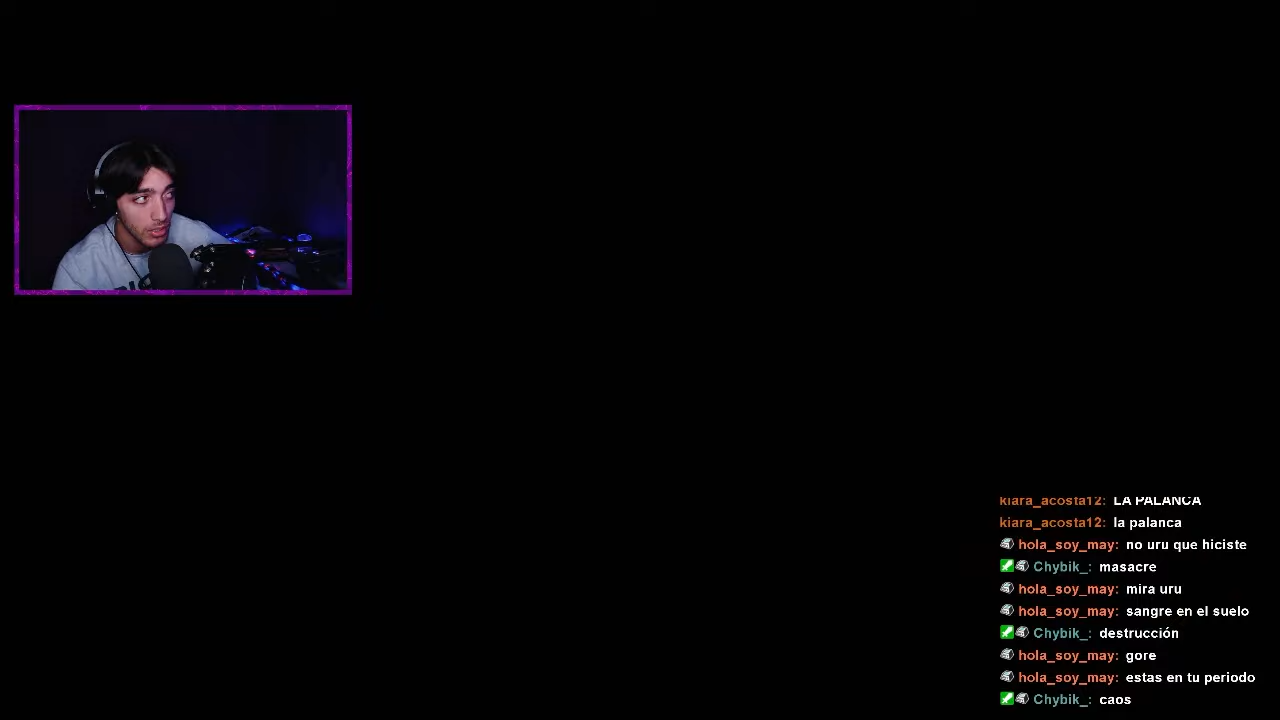 kiara_acosta12: LA PALANCA
kiara_acosta12: la palanca
hola_soy_may: no uru que hiciste
Chybik_: masacre
hola_soy_may: mira uru
hola_soy_may: sangre en el suelo
Chybik_: destrucción
hola_soy_may: gore
hola_soy_may: estas en tu periodo
Chybik_: caos